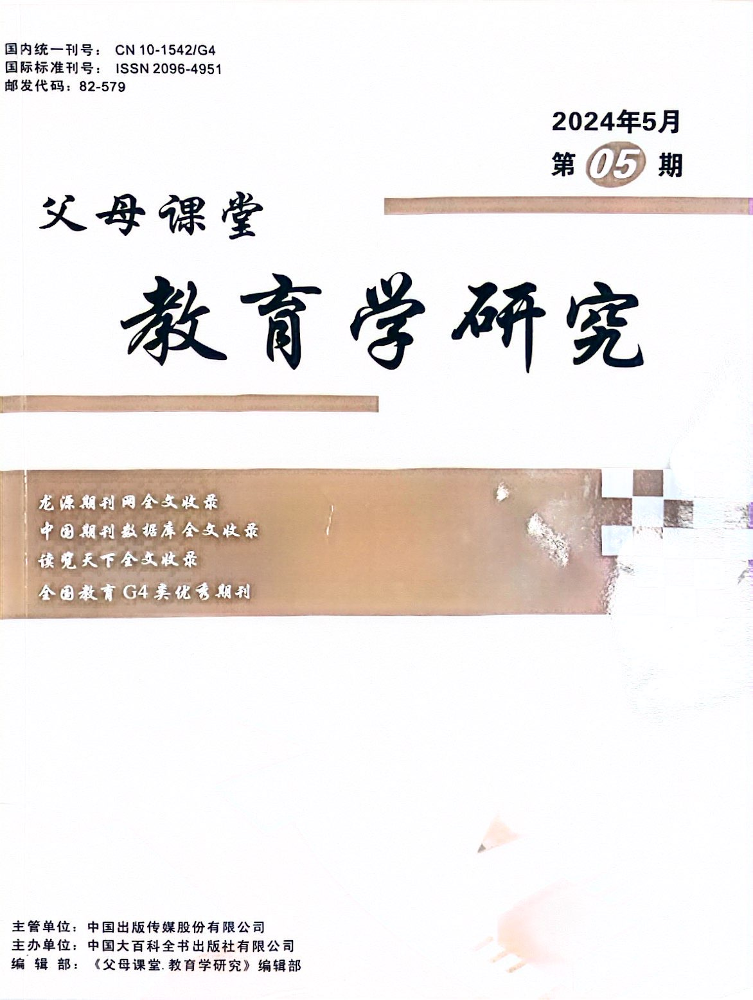 国内统一刊号： CN 10-1542/G4
国际标准刊号： ISSN 2096-4951
邮发代码：82-579
2024年5月
第 05 期
父母课堂
教育学研究
龙源期刊网全文收录
中国期刊数据库全文收录
读览天下全文收录
全国教育G4类优秀期刊
主管单位：中国出版传媒股份有限公司
主办单位：中国大百科全书出版社有限公司
编 辑 部：《父母课堂.教育学研究》编辑部